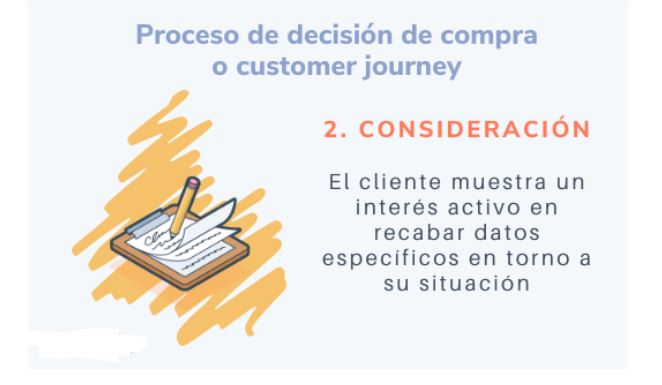 Proceso de decisión de compra
o customer journey
2. CONSIDERACIÓN
El cliente muestra un
interés activo en
recabar datos
específicos en torno a
su situación